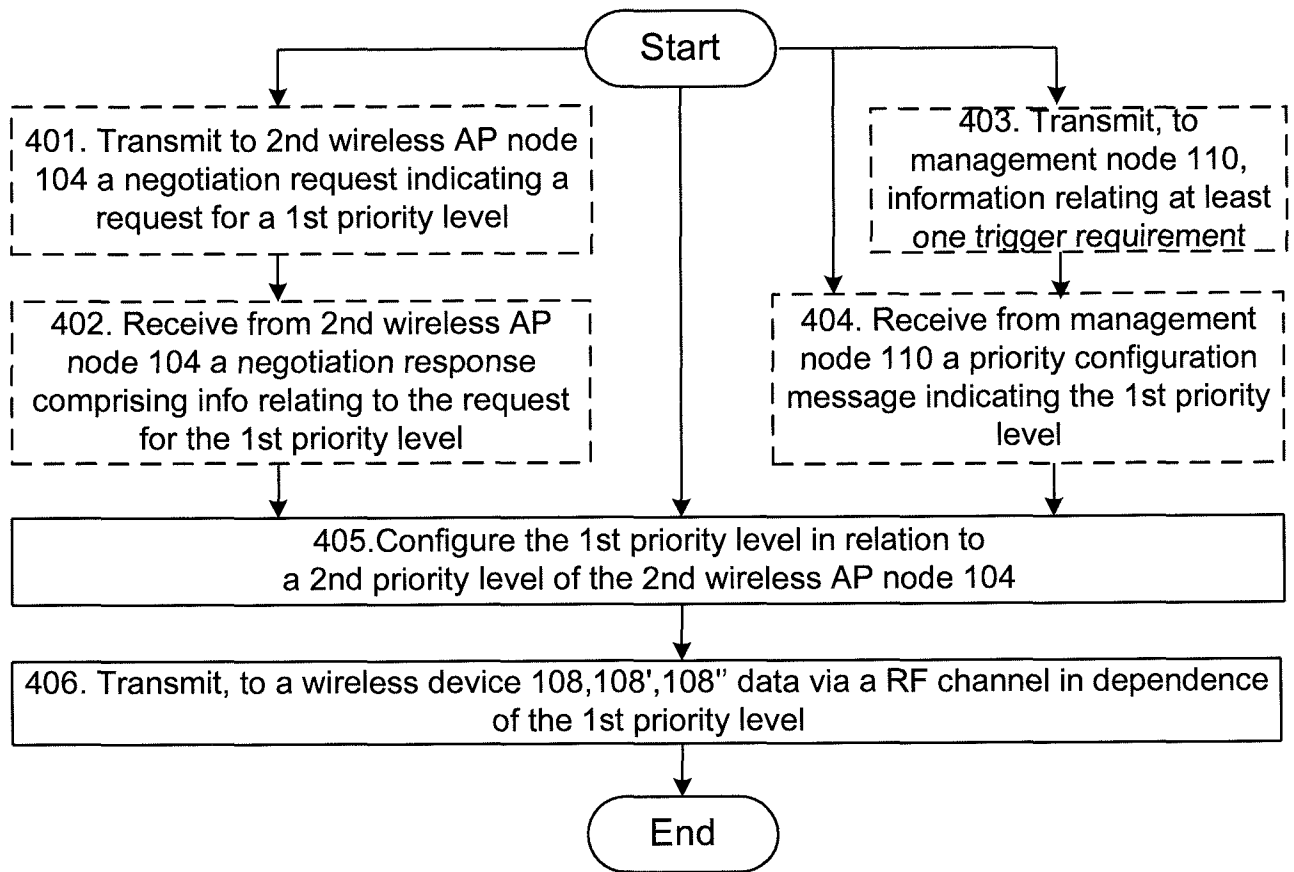 Start
401. Transmit to 2nd wireless AP node
104 a negotiation request indicating a
request for a 1st priority level
403. Transmit, to
management node 110,
information relating at least
one trigger requirement
402. Receive from 2nd wireless AP
node 104 a negotiation response
comprising info relating to the request
for the 1st priority level
404. Receive from management
node 110 a priority configuration
message indicating the 1st priority
level
405.Configure the 1st priority level in relation to
a 2nd priority level of the 2nd wireless AP node 104
406. Transmit, to a wireless device 108,108',108'' data via a RF channel in dependence
of the 1st priority level
End